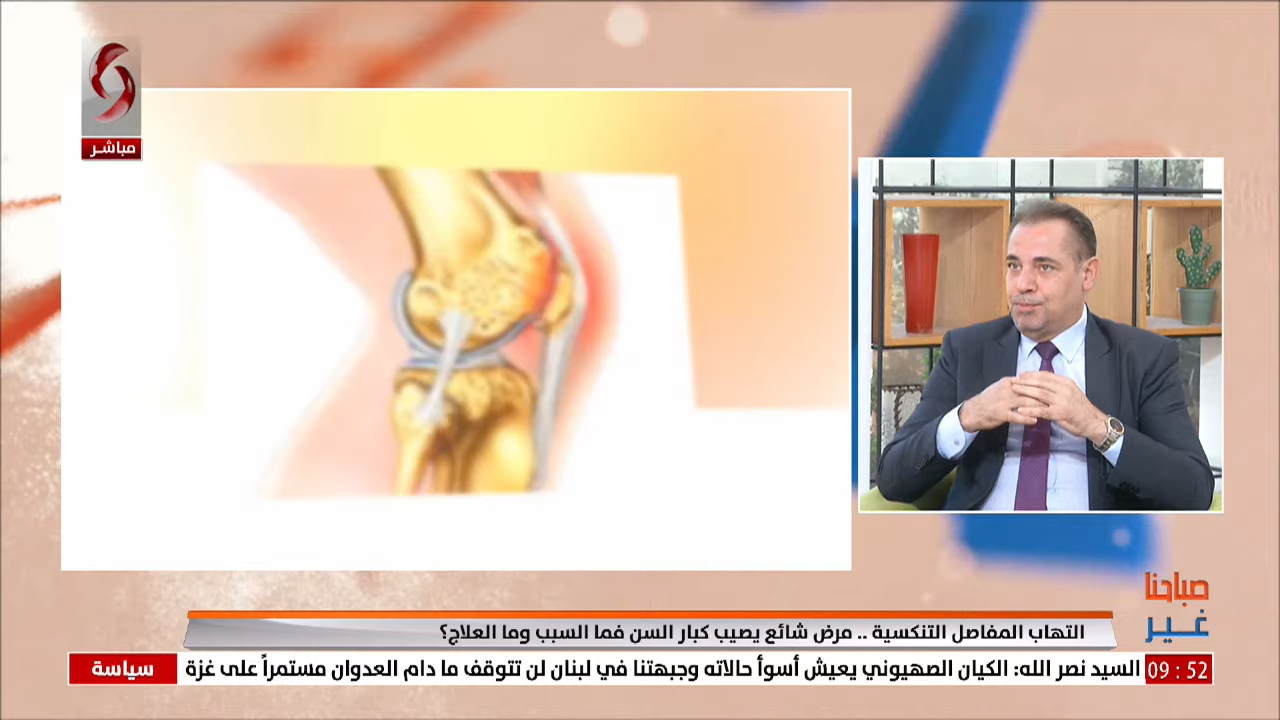 مباشر
صباحنا
غير
التهاب المفاصل التنكسية .. مرض شائع يصيب كبار السن فما السبب وما العلاج؟
09 : 52 السيد نصر الله: الكيان الصهيوني يعيش أسوأ حالاته وجبهتنا في لبنان لن تتوقف ما دام العدوان مستمراً على غزة سياسة